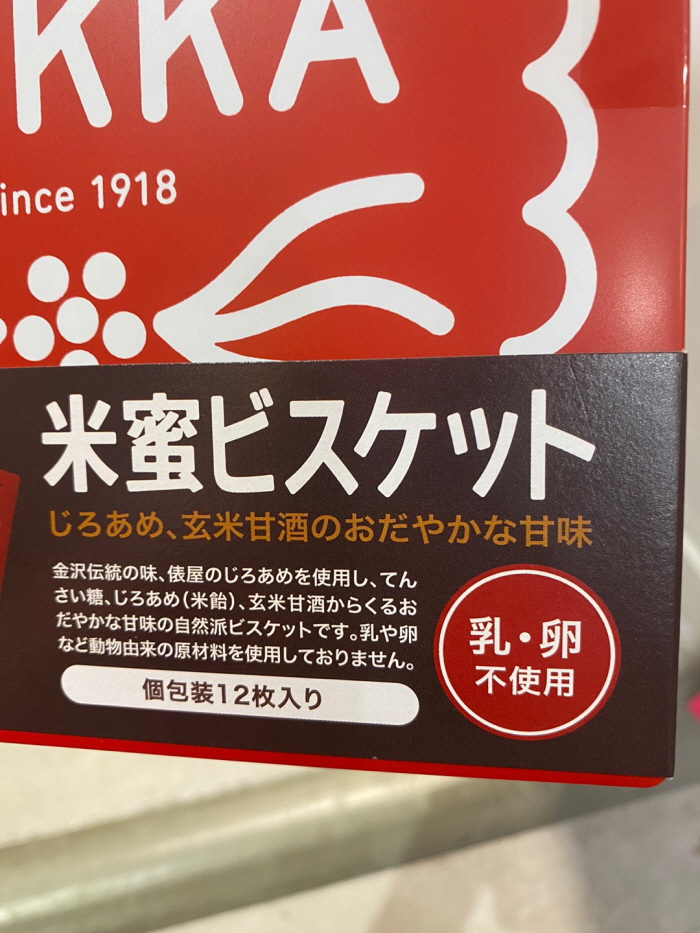 KKA
since 1918
米蜜ビスケット
じろあめ、玄米甘酒のおだやかな甘味
金沢伝統の味、俵屋のじろあめを使用し、てん
さい糖、じろあめ(米飴)、玄米甘酒からくるお
だやかな甘味の自然派ビスケットです。乳や卵
など動物由来の原材料を使用しておりません。
個包装12枚入り
乳・卵
不使用